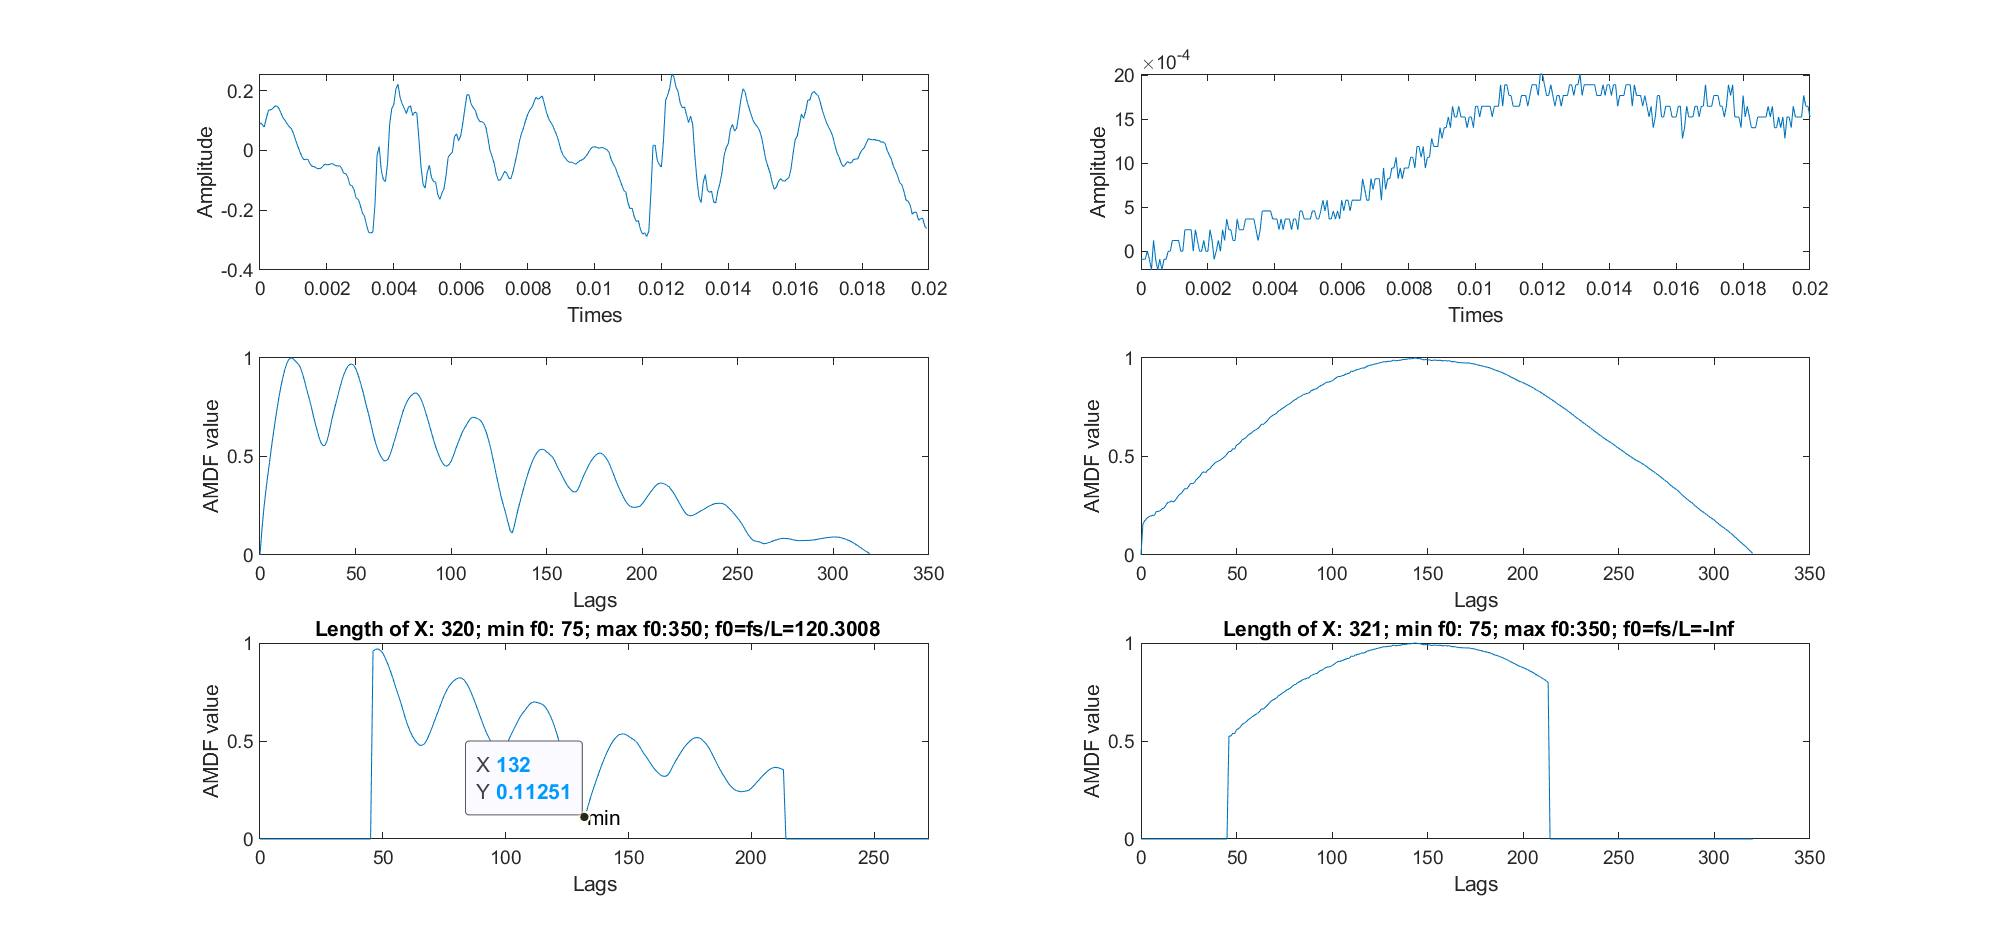 0.2
0
-0.2
-0.4
Amplitude
0 0.002 0.004 0.006 0.008 0.01 0.012 0.014 0.016 0.018 0.02
Times
×10-4
20
15
10
5
0
Amplitude
0 0.002 0.004 0.006 0.008 0.01 0.012 0.014 0.016 0.018 0.02
Times
1
0.5
0
AMDF value
0 50 100 150 200 250 300 350
Lags
1
0.5
0
AMDF value
0 50 100 150 200 250 300 350
Lags
Length of X: 320; min f0: 75; max f0:350; f0=fs/L=120.3008
1
0.5
0
AMDF value
X 132
Y 0.11251
min
0 50 100 150 200 250
Lags
Length of X: 321; min f0: 75; max f0:350; f0=fs/L=-Inf
1
0.5
0
AMDF value
0 50 100 150 200 250 300 350
Lags